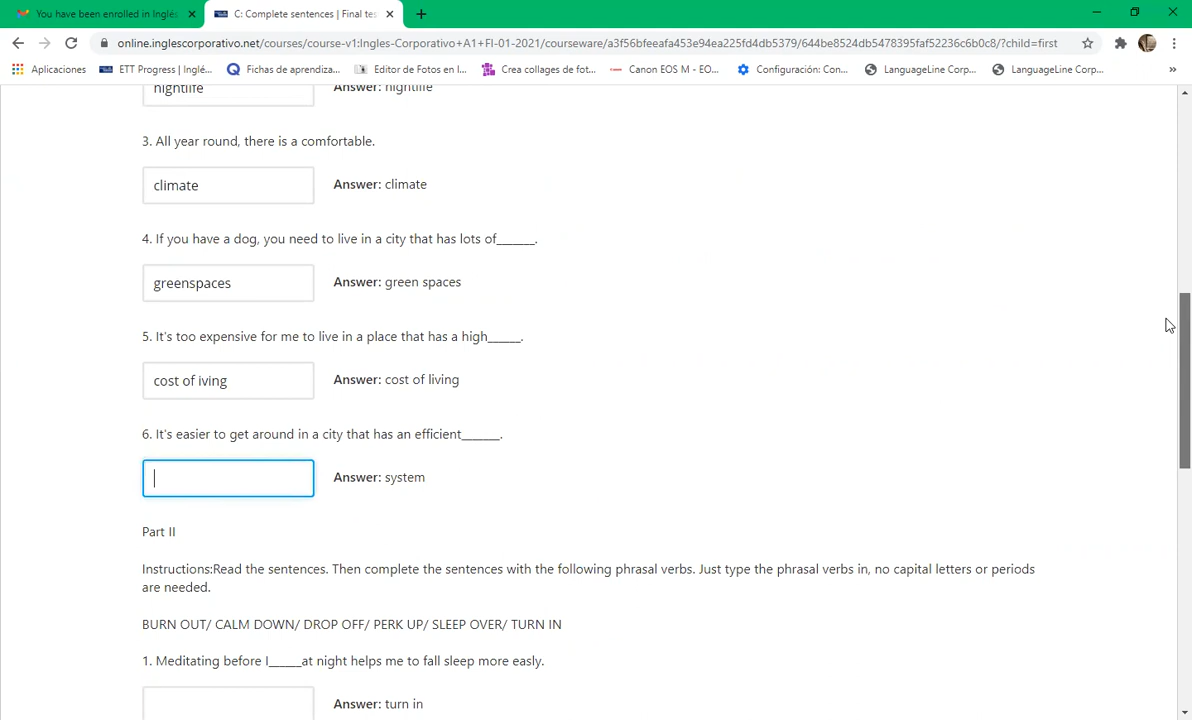 You have been enrolled in Inglés
C: Complete sentences | Final tes
online.inglescorporativo.net/courses/course-v1:Ingles-Corporativo+A1+FI-01-2021/courseware/a3f56bfeeafa453e94ea225fd4db5379/644be8524db5478395faf52236c6b0c8/?child=first
Aplicaciones ETT Progress | Inglé... Fichas de aprendiza... Editor de Fotos en l... Crea collages de fot... Canon EOS M - EO... Configuración: Con... LanguageLine Corp... LanguageLine Corp... »
nightlife Answer: nightlife
3. All year round, there is a comfortable.
climate Answer: climate
4. If you have a dog, you need to live in a city that has lots of______.
greenspaces Answer: green spaces
5. It's too expensive for me to live in a place that has a high_____.
cost of iving Answer: cost of living
6. It's easier to get around in a city that has an efficient______.
Answer: system
Part II
Instructions:Read the sentences. Then complete the sentences with the following phrasal verbs. Just type the phrasal verbs in, no capital letters or periods
are needed.
BURN OUT/ CALM DOWN/ DROP OFF/ PERK UP/ SLEEP OVER/ TURN IN
1. Meditating before I_____at night helps me to fall sleep more easly.
Answer: turn in